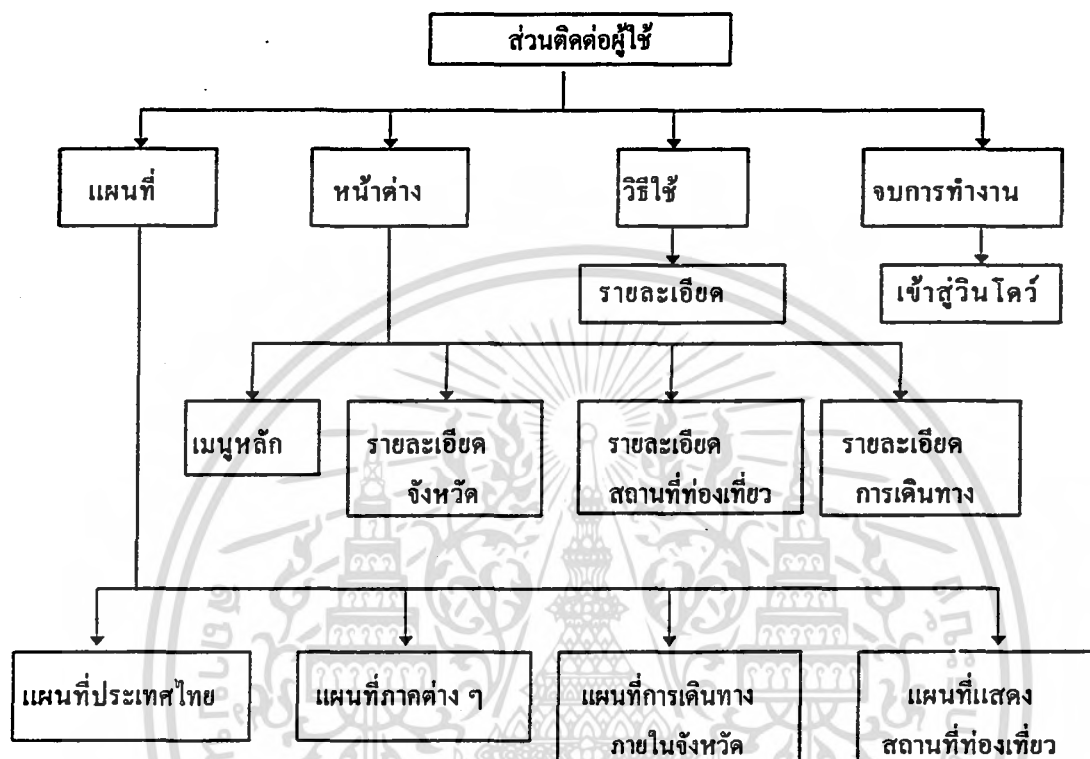 ส่วนติดต่อผู้ใช้
แผนที่
หน้าต่าง
วิธีใช้
จบการทำงาน
รายละเอียด
เข้าสู่วินโดว์
เมนูหลัก
รายละเอียด
จังหวัด
รายละเอียด
สถานที่ท่องเที่ยว
รายละเอียด
การเดินทาง
แผนที่ประเทศไทย
แผนที่ภาคต่าง ๆ
แผนที่การเดินทาง
ภายในจังหวัด
แผนที่แสดง
สถานที่ท่องเที่ยว